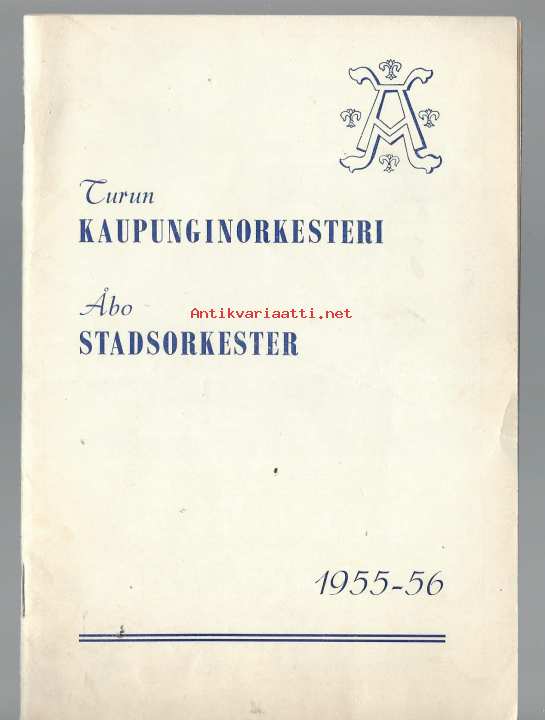 A
Turun
KAUPUNGINORKESTERI
Åbo
Antikvariaatti.net
STADSORKESTER
1955-56